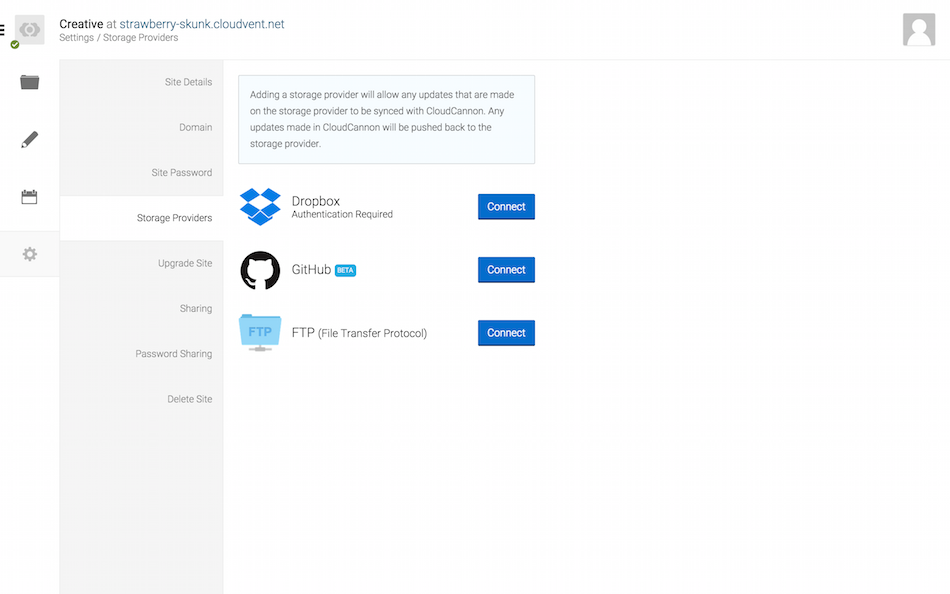 Creative at strawberry-skunk.cloudvent.net
Settings / Storage Providers
Site Details
Domain
Site Password
Storage Providers
Upgrade Site
Sharing
Password Sharing
Delete Site
Adding a storage provider will allow any updates that are made
on the storage provider to be synced with CloudCannon. Any
updates made in CloudCannon will be pushed back to the
storage provider.
Dropbox
Authentication Required
Connect
GitHub BETA
Connect
FTP
FTP (File Transfer Protocol)
Connect